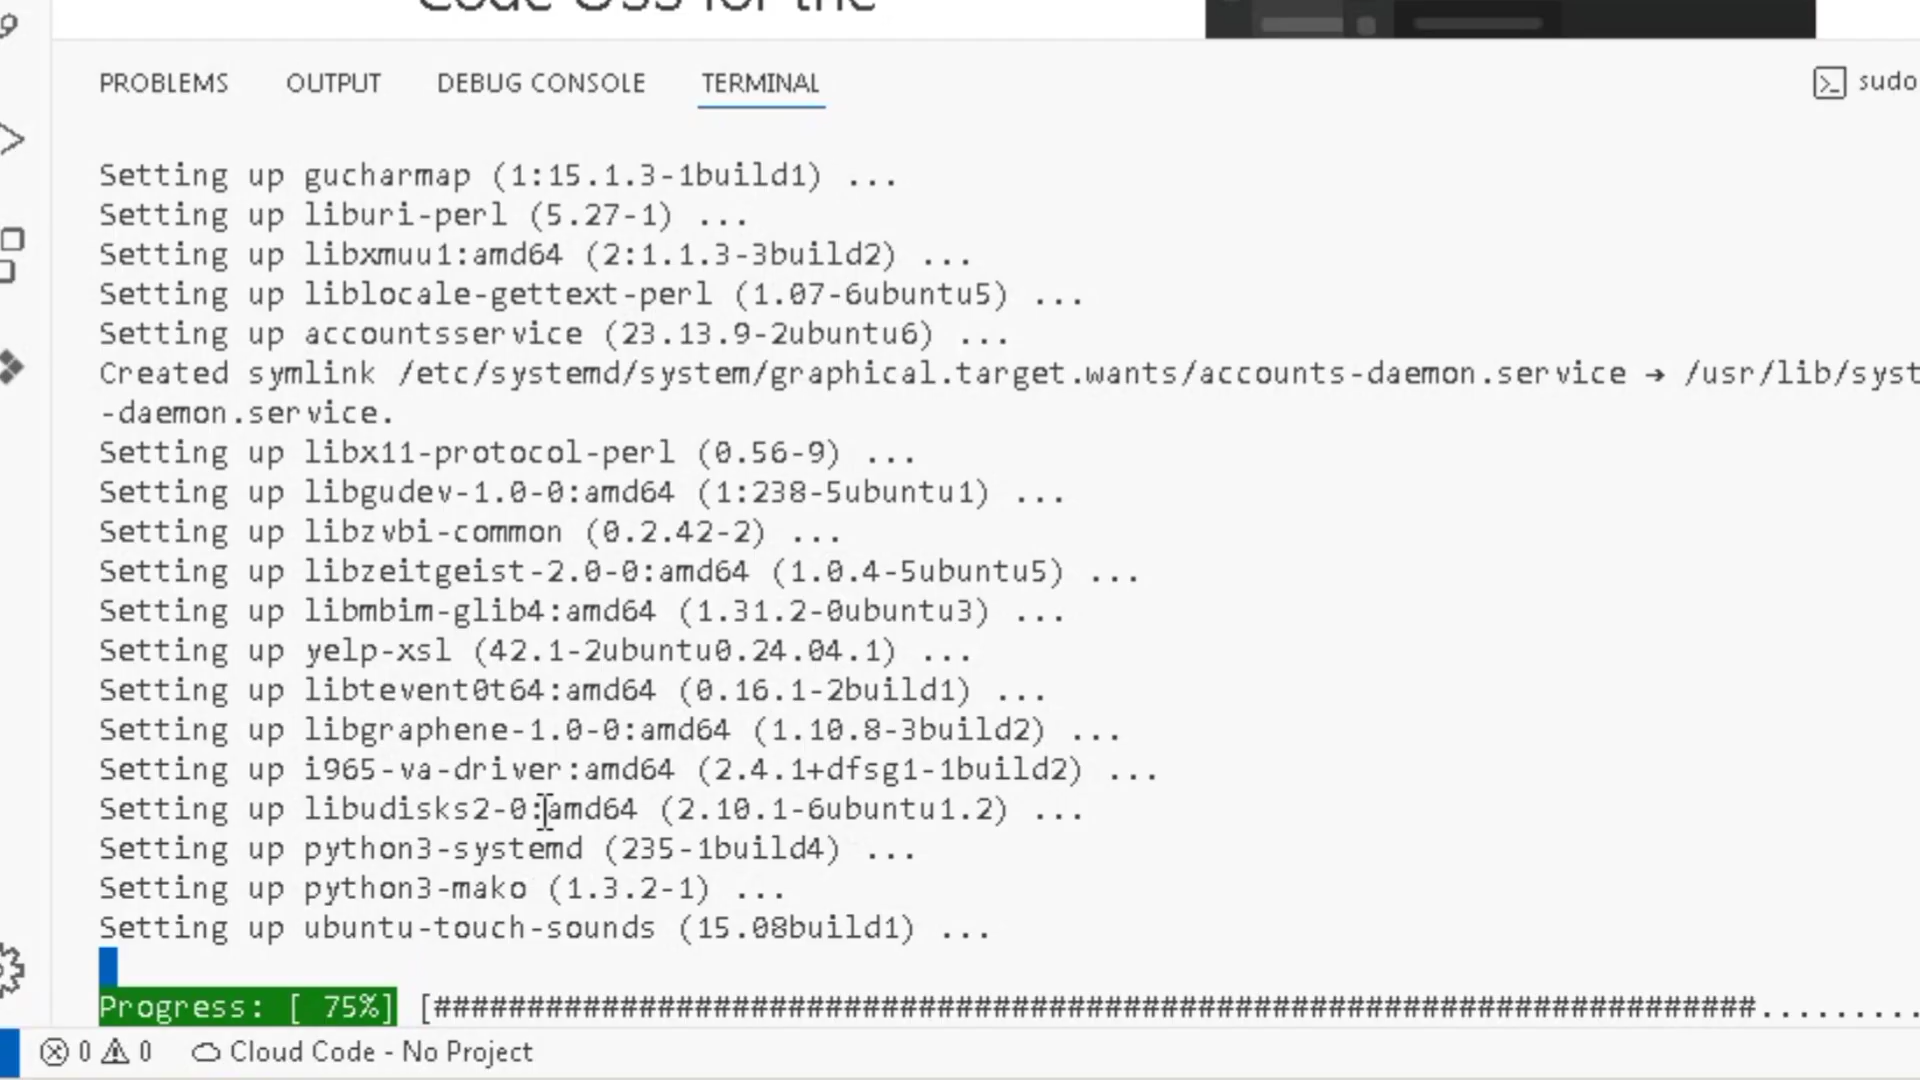 Code OSS for the
PROBLEMS OUTPUT DEBUG CONSOLE TERMINAL sudo
Setting up gucharmap (1:15.1.3-1build1) ...
Setting up liburi-perl (5.27-1) ...
Setting up libxmuu1:amd64 (2:1.1.3-3build2) ...
Setting up liblocale-gettext-perl (1.07-6ubuntu5) ...
Setting up accountsservice (23.13.9-2ubuntu6) ...
Created symlink /etc/systemd/system/graphical.target.wants/accounts-daemon.service → /usr/lib/syst
-daemon.service.
Setting up libx11-protocol-perl (0.56-9) ...
Setting up libgudev-1.0-0:amd64 (1:238-5ubuntu1) ...
Setting up libzvbi-common (0.2.42-2) ...
Setting up libzeitgeist-2.0-0:amd64 (1.0.4-5ubuntu5) ...
Setting up libmbim-glib4:amd64 (1.31.2-0ubuntu3) ...
Setting up yelp-xsl (42.1-2ubuntu0.24.04.1) ...
Setting up libtevent0t64:amd64 (0.16.1-2build1) ...
Setting up libgraphene-1.0-0:amd64 (1.10.8-3build2) ...
Setting up i965-va-driver:amd64 (2.4.1+dfsg1-1build2) ...
Setting up libudisks2-0:amd64 (2.10.1-6ubuntu1.2) ...
Setting up python3-systemd (235-1build4) ...
Setting up python3-mako (1.3.2-1) ...
Setting up ubuntu-touch-sounds (15.08build1) ...
Progress: [ 75%] [#######################################################################.........
0 0 Cloud Code - No Project